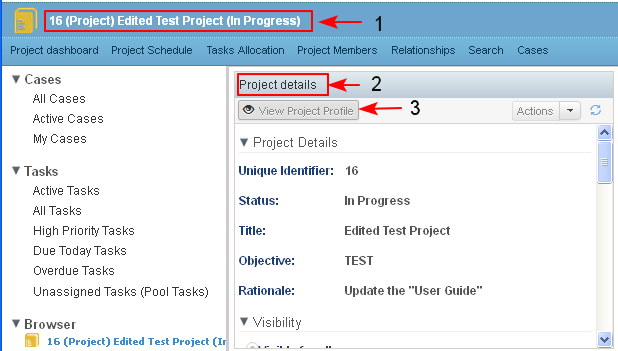 16 (Project) Edited Test Project (In Progress)
1
Project dashboard Project Schedule Tasks Allocation Project Members Relationships Search Cases
Cases
All Cases
Active Cases
My Cases
Tasks
Active Tasks
All Tasks
High Priority Tasks
Due Today Tasks
Overdue Tasks
Unassigned Tasks (Pool Tasks)
Browser
16 (Project) Edited Test Project (In
Project details
2
View Project Profile
3
Actions
Project Details
Unique Identifier: 16
Status: In Progress
Title: Edited Test Project
Objective: TEST
Rationale: Update the "User Guide"
Visibility